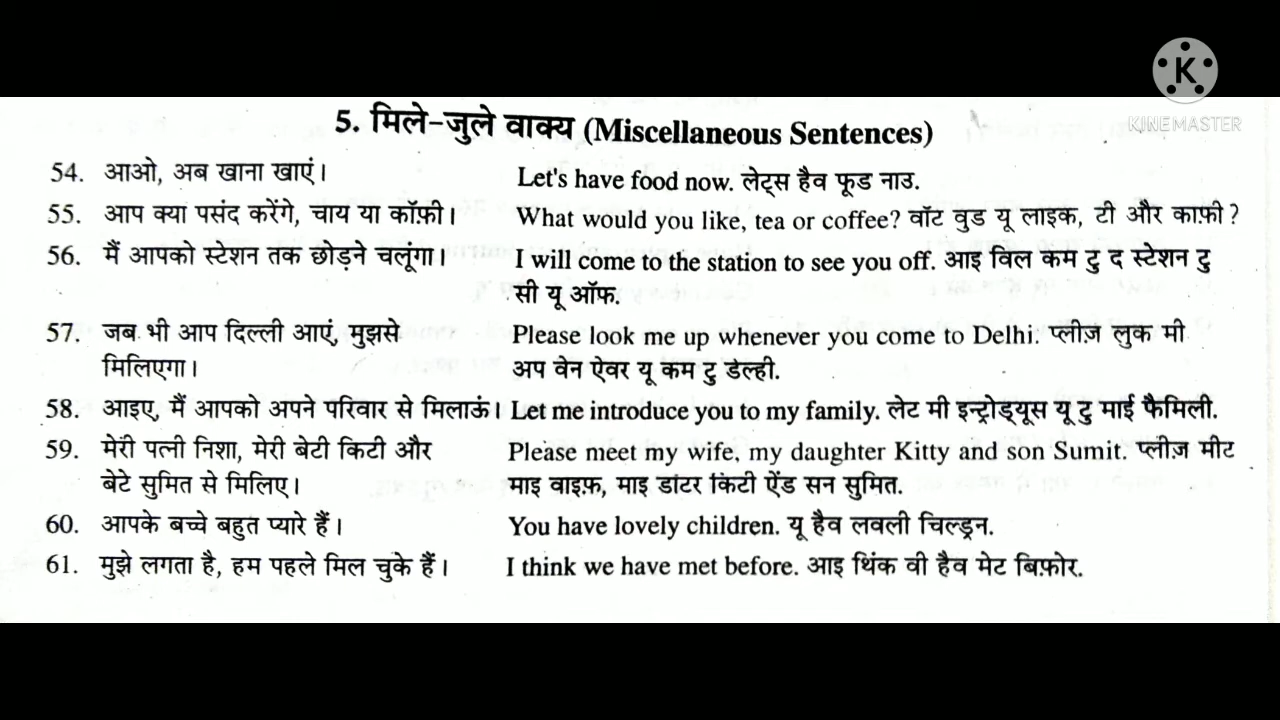 K
KINEMASTER
5. मिले-जुले वाक्य (Miscellaneous Sentences)
54. आओ, अब खाना खाएं। Let's have food now. लेट्स हैव फूड नाउ.
55. आप क्या पसंद करेंगे, चाय या कॉफ़ी। What would you like, tea or coffee? वॉट वुड यू लाइक, टी और काफ़ी?
56. मैं आपको स्टेशन तक छोड़ने चलूंगा। I will come to the station to see you off. आइ विल कम टु द स्टेशन टु
सी यू ऑफ़.
57. जब भी आप दिल्ली आएं, मुझसे Please look me up whenever you come to Delhi. प्लीज़ लुक मी
मिलिएगा। अप वेन ऐवर यू कम टु डेल्ही.
58. आइए, मैं आपको अपने परिवार से मिलाऊं। Let me introduce you to my family. लेट मी इन्ट्रोड्यूस यू टु माई फैमिली.
59. मेरी पत्नी निशा, मेरी बेटी किटी और Please meet my wife, my daughter Kitty and son Sumit. प्लीज़ मीट
बेटे सुमित से मिलिए। माइ वाइफ़, माइ डॉटर किटी ऐंड सन सुमित.
60. आपके बच्चे बहुत प्यारे हैं। You have lovely children. यू हैव लवली चिल्ड्रन.
61. मुझे लगता है, हम पहले मिल चुके हैं। I think we have met before. आइ थिंक वी हैव मेट बिफ़ोर.